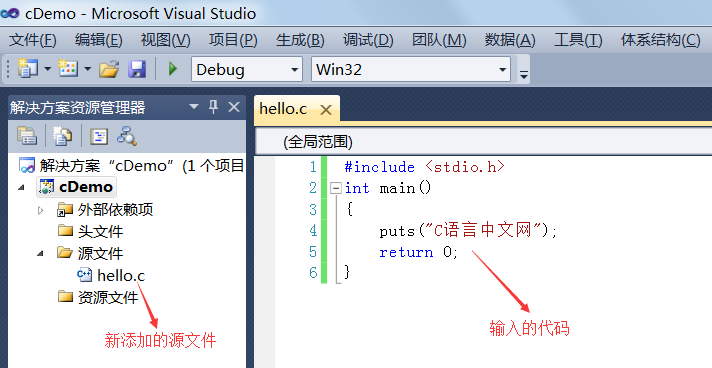 cDemo - Microsoft Visual Studio
文件(F) 编辑(E) 视图(V) 项目(P) 生成(B) 调试(D) 团队(M) 数据(A) 工具(T) 体系结构(C)
Debug Win32
解决方案资源管理器
hello.c
(全局范围)
解决方案“cDemo”(1 个项目
cDemo
外部依赖项
头文件
源文件
hello.c
资源文件
新添加的源文件
1 #include <stdio.h>
2 int main()
3 {
4 puts("C语言中文网");
5 return 0;
6 }
输入的代码